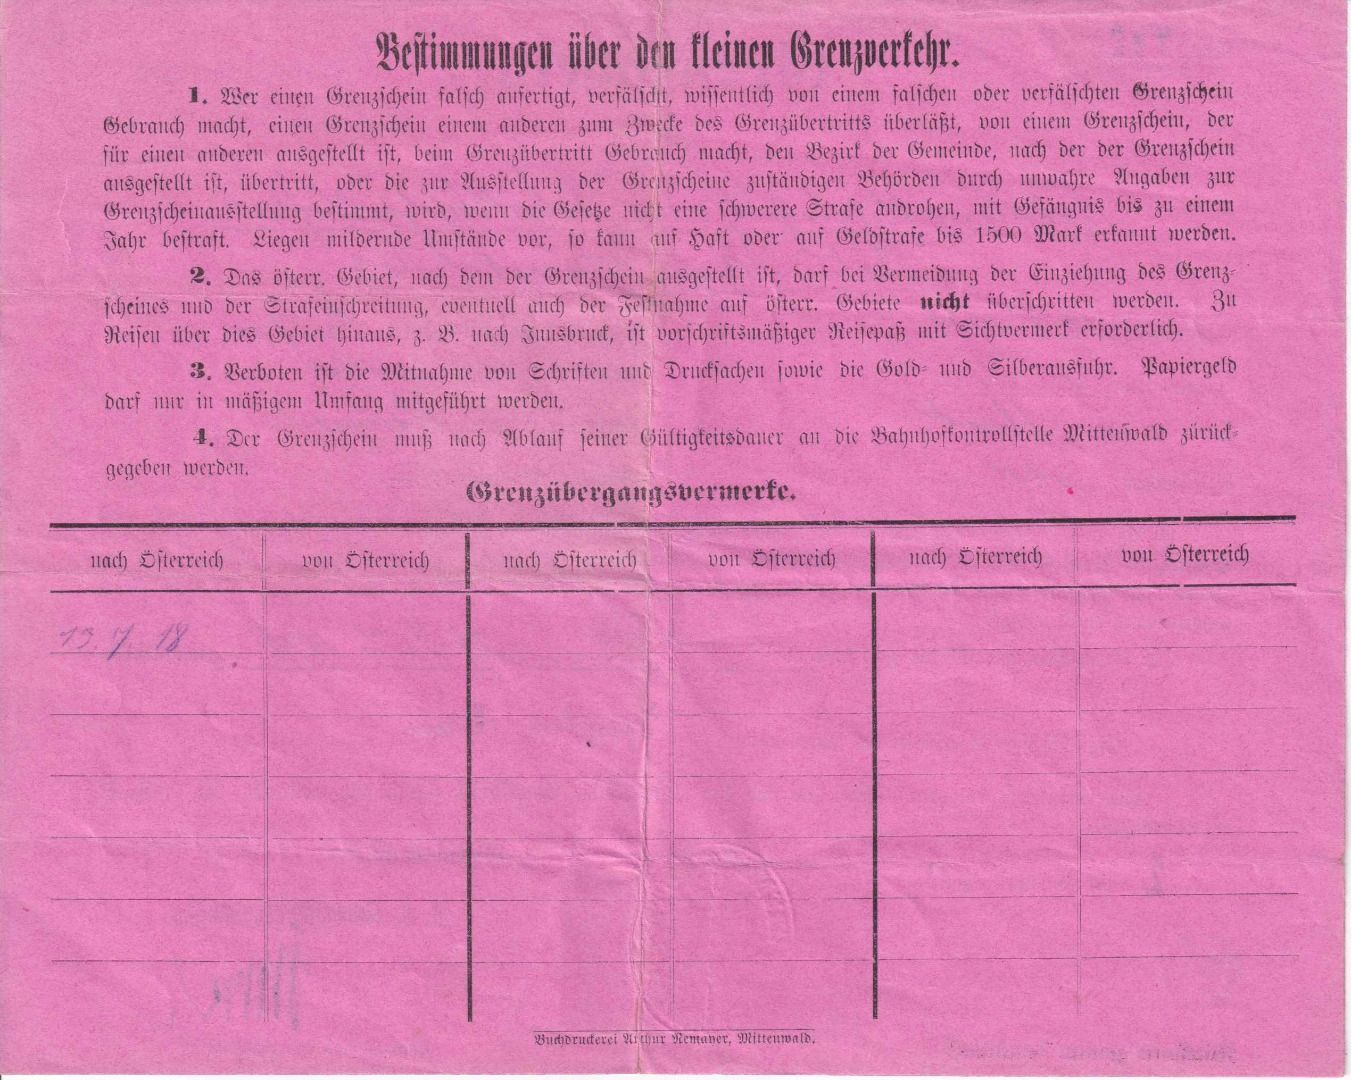 Bestimmungen über den kleinen Grenzverkehr.
1. Wer einen Grenzschein falsch anfertigt, verfälscht, wissentlich von einem falschen oder verfälschten Grenzschein
Gebrauch macht, einen Grenzschein einem anderen zum Zwecke des Grenzübertritts überläßt, von einem Grenzschein, der
für einen anderen ausgestellt ist, beim Grenzübertritt Gebrauch macht, den Bezirk der Gemeinde, nach der der Grenzschein
ausgestellt ist, übertritt, oder die zur Ausstellung der Grenzscheine zuständigen Behörden durch unwahre Angaben zur
Grenzscheinausstellung bestimmt, wird, wenn die Gesetze nicht eine schwerere Strafe androhen, mit Gefängnis bis zu einem
Jahr bestraft. Liegen mildernde Umstände vor, so kann auf Haft oder auf Geldstrafe bis 1500 Mark erkannt werden.
2. Das österr. Gebiet, nach dem der Grenzschein ausgestellt ist, darf bei Vermeidung der Einziehung des Grenz-
scheines und der Strafeinschreitung, eventuell auch der Festnahme auf österr. Gebiete nicht überschritten werden. Zu
Reisen über dies Gebiet hinaus, z. B. nach Innsbruck, ist vorschriftsmäßiger Reisepaß mit Sichtvermerk erforderlich.
3. Verboten ist die Mitnahme von Schriften und Drucksachen sowie die Gold- und Silberausfuhr. Papiergeld
darf nur in mäßigem Umfang mitgeführt werden.
4. Der Grenzschein muß nach Ablauf seiner Gültigkeitsdauer an die Bahnhofkontrollstelle Mittenwald zurück-
gegeben werden.
Grenzübergangsvermerke.
nach Österreich von Österreich nach Österreich von Österreich nach Österreich von Österreich
13. 7. 18
Buchdruckerei Arthur Nemayer, Mittenwald.